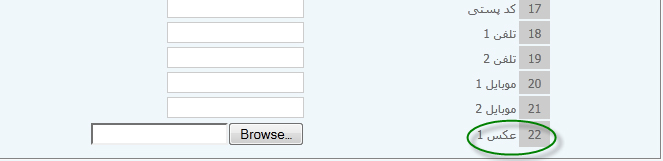 17 کد پستی
18 تلفن 1
19 تلفن 2
20 موبایل 1
21 موبایل 2
22 عکس 1 Browse...